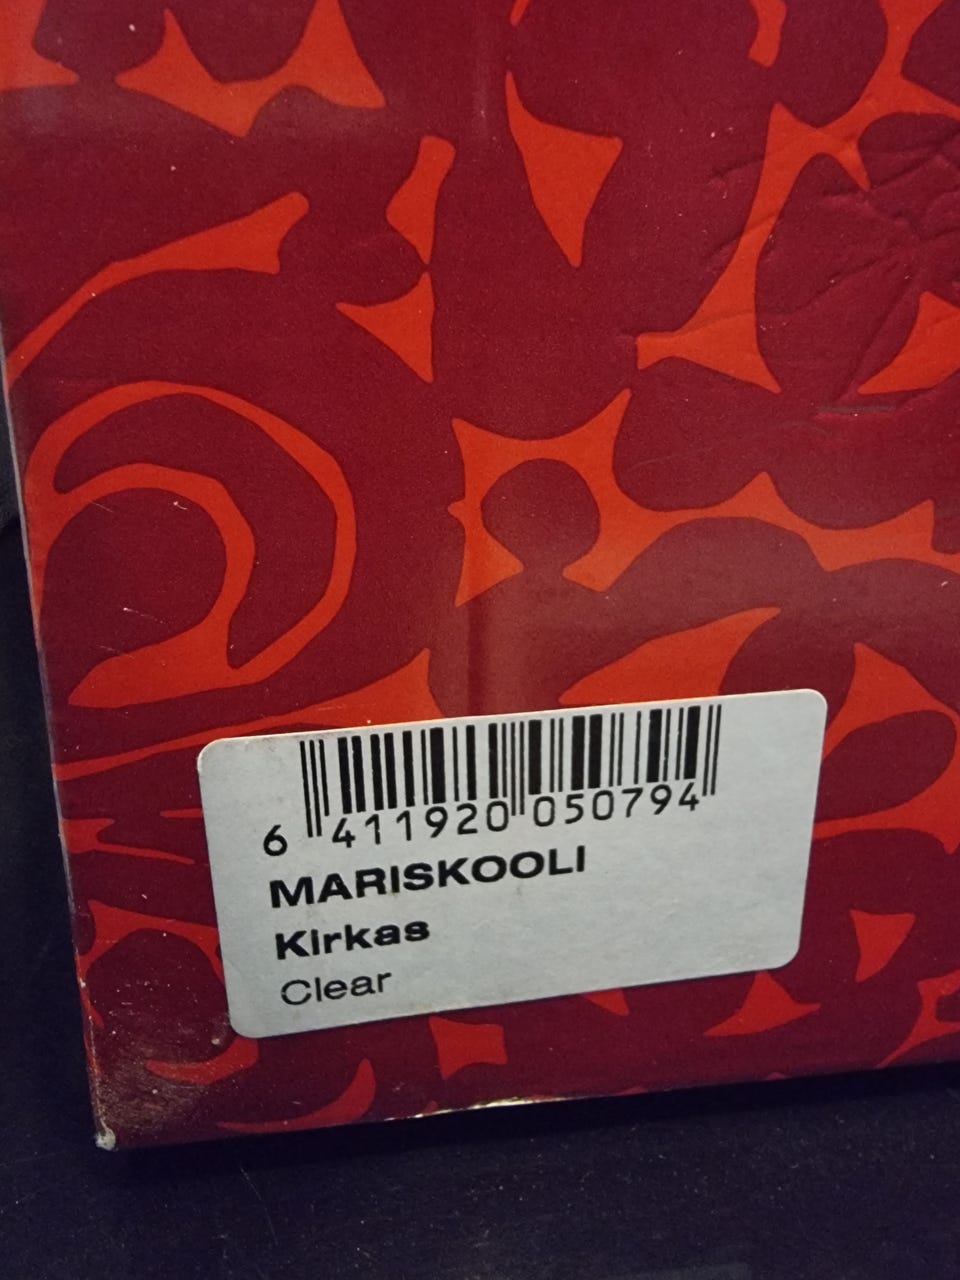 6 411920 050794
MARISKOOLI
Kirkas
Clear